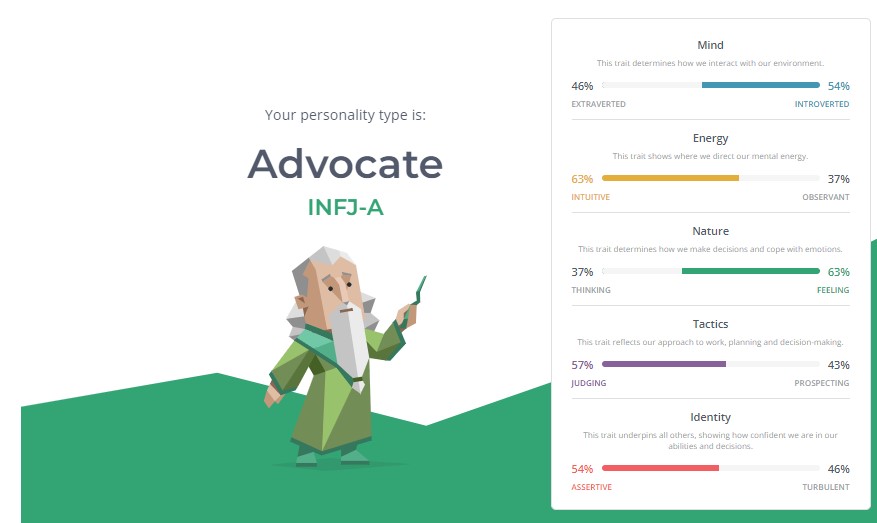 Your personality type is:
Advocate
INFJ-A
Mind
This trait determines how we interact with our environment.
46% 54%
EXTRAVERTED INTROVERTED
Energy
This trait shows where we direct our mental energy.
63% 37%
INTUITIVE OBSERVANT
Nature
This trait determines how we make decisions and cope with emotions.
37% 63%
THINKING FEELING
Tactics
This trait reflects our approach to work, planning and decision-making.
57% 43%
JUDGING PROSPECTING
Identity
This trait underpins all others, showing how confident we are in our
abilities and decisions.
54% 46%
ASSERTIVE TURBULENT